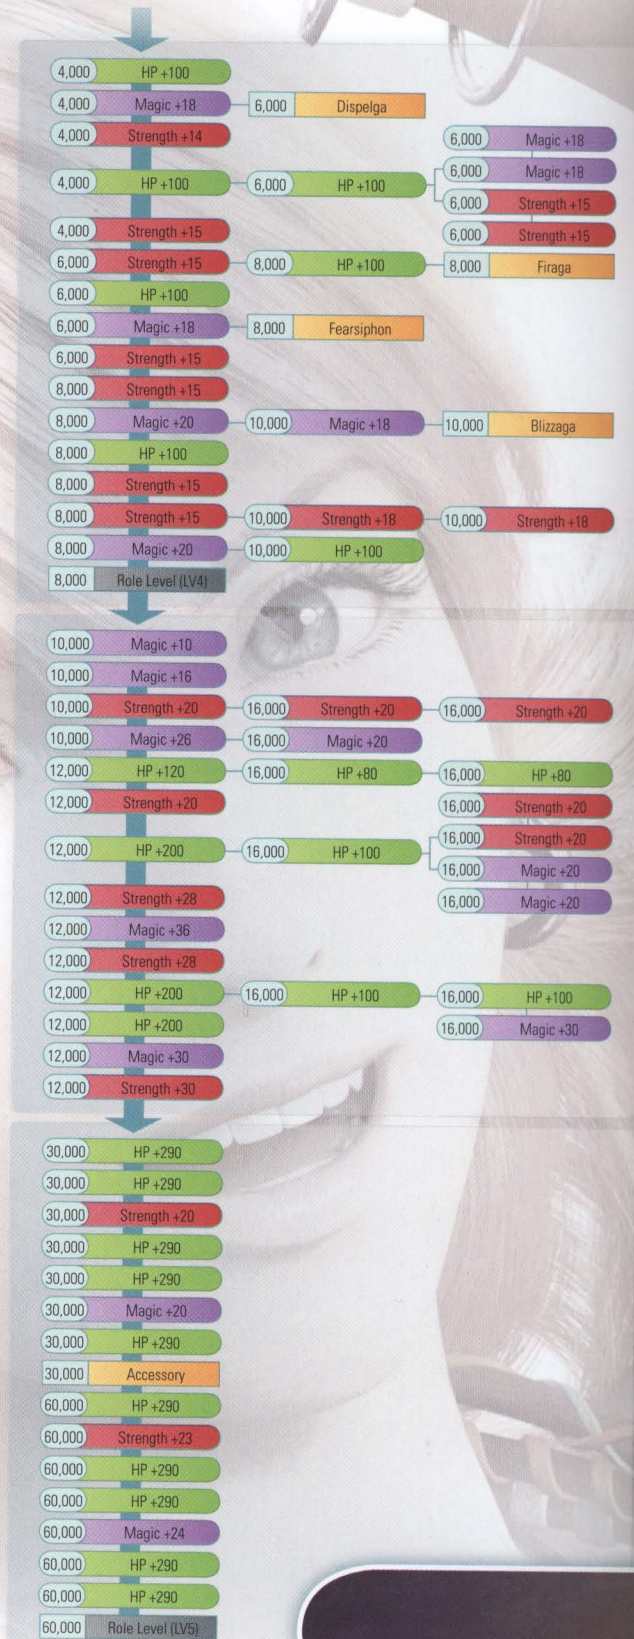 4,000 HP +100
4,000 Magic +18 6,000 Dispelga
4,000 Strength +14 6,000 Magic +18
6,000 Magic +18
4,000 HP +100 6,000 HP +100
6,000 Strength +15
4,000 Strength +15 6,000 Strength +15
6,000 Strength +15 8,000 HP +100 8,000 Firaga
6,000 HP +100
6,000 Magic +18 8,000 Fearsiphon
6,000 Strength +15
8,000 Strength +15
8,000 Magic +20 10,000 Magic +18 10,000 Blizzaga
8,000 HP +100
8,000 Strength +15
8,000 Strength +15 10,000 Strength +18 10,000 Strength +18
8,000 Magic +20 10,000 HP +100
8,000 Role Level (LV4)
10,000 Magic +10
10,000 Magic +16
10,000 Strength +20 16,000 Strength +20 16,000 Strength +20
10,000 Magic +26 16,000 Magic +20
12,000 HP +120 16,000 HP +80 16,000 HP +80
12,000 Strength +20 16,000 Strength +20
16,000 Strength +20
12,000 HP +200 16,000 HP +100
16,000 Magic +20
12,000 Strength +28 16,000 Magic +20
12,000 Magic +36
12,000 Strength +28
12,000 HP +200 16,000 HP +100 16,000 HP +100
12,000 HP +200 16,000 Magic +30
12,000 Magic +30
12,000 Strength +30
30,000 HP +290
30,000 HP +290
30,000 Strength +20
30,000 HP +290
30,000 HP +290
30,000 Magic +20
30,000 HP +290
30,000 Accessory
60,000 HP +290
60,000 Strength +23
60,000 HP +290
60,000 HP +290
60,000 Magic +24
60,000 HP +290
60,000 HP +290
60,000 Role Level (LV5)